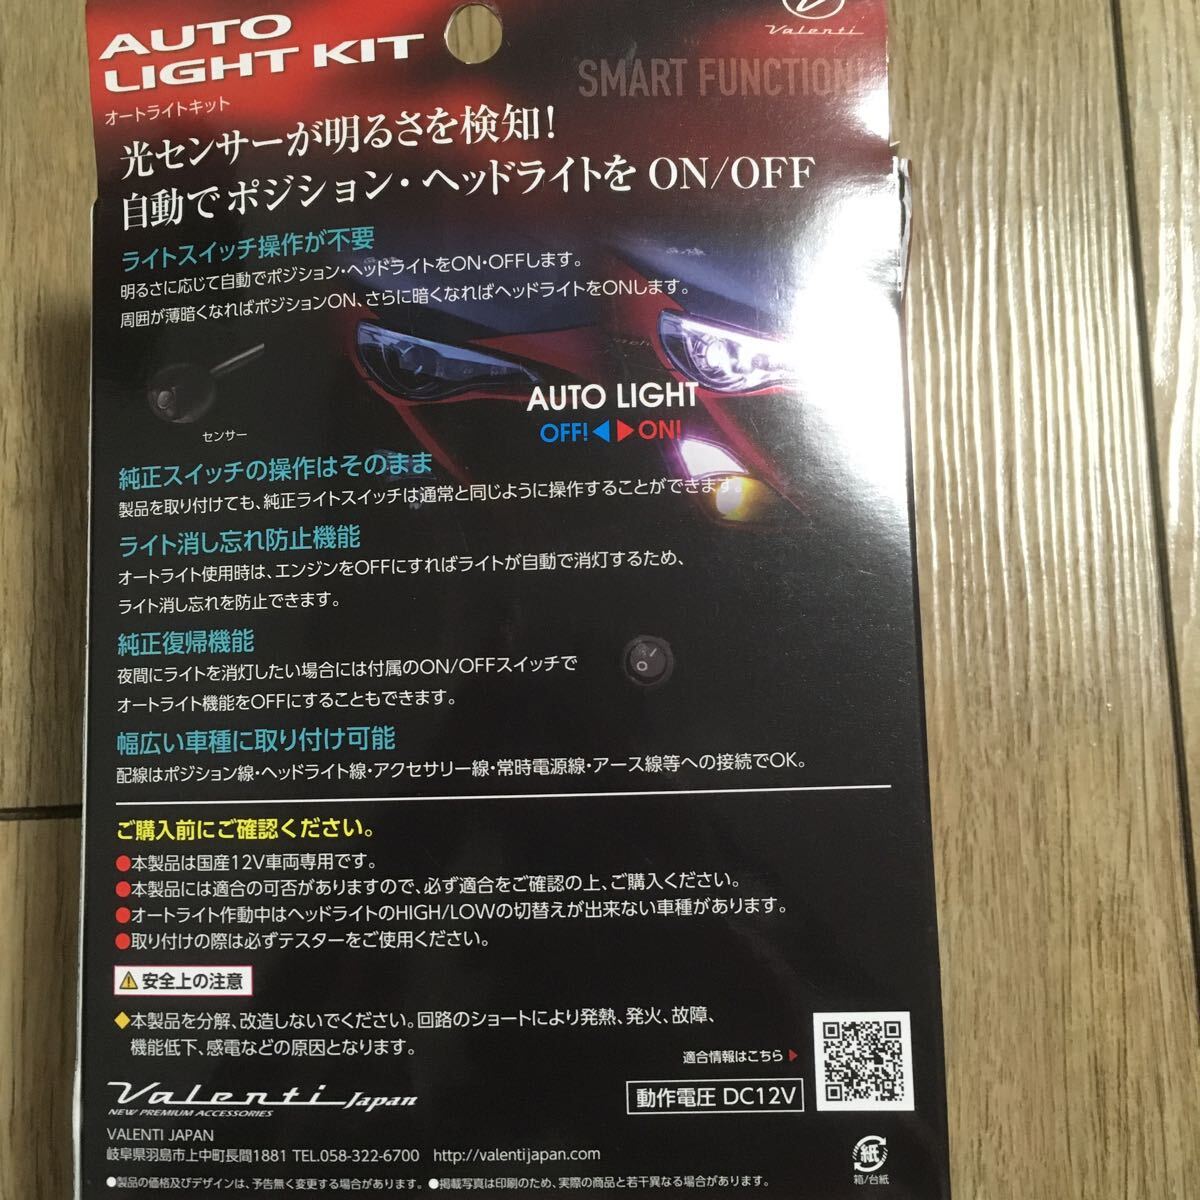 AUTO
LIGHT KIT
オートライトキット
Valenti
SMART FUNCTION
光センサーが明るさを検知!
自動でポジション・ヘッドライトを ON/OFF
ライトスイッチ操作が不要
明るさに応じて自動でポジション・ヘッドライトをON・OFFします。
周囲が薄暗くなればポジションON、さらに暗くなればヘッドライトをONします。
センサー
AUTO LIGHT
OFF!◀▶ON!
純正スイッチの操作はそのまま
製品を取り付けても、純正ライトスイッチは通常と同じように操作することができます。
ライト消し忘れ防止機能
オートライト使用時は、エンジンをOFFにすればライトが自動で消灯するため、
ライト消し忘れを防止できます。
純正復帰機能
夜間にライトを消灯したい場合には付属のON/OFFスイッチで
オートライト機能をOFFにすることもできます。
幅広い車種に取り付け可能
配線はポジション線・ヘッドライト線・アクセサリー線・常時電源線・アース線等への接続でOK。
ご購入前にご確認ください。
●本製品は国産12V車両専用です。
●本製品には適合の可否がありますので、必ず適合をご確認の上、ご購入ください。
●オートライト作動中はヘッドライトのHIGH/LOWの切替えが出来ない車種があります。
●取り付けの際は必ずテスターをご使用ください。
⚠安全上の注意
◆本製品を分解、改造しないでください。回路のショートにより発熱、発火、故障、
機能低下、感電などの原因となります。
適合情報はこちら▶
Valenti Japan
NEW PREMIUM ACCESSORIES
動作電圧 DC12V
VALENTI JAPAN
岐阜県羽島市上中町長間1881 TEL.058-322-6700 http://valentijapan.com
紙
箱/台紙
●製品の価格及びデザインは、予告無く変更する場合があります。 ●掲載写真は印刷のため、実際の商品と若干異なる場合があります。